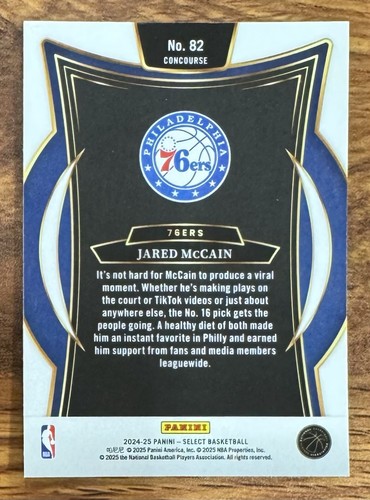 No. 82
CONCOURSE
PHILADELPHIA
76ers
76ERS
JARED McCAIN
It's not hard for McCain to produce a viral
moment. Whether he's making plays on
the court or TikTok videos or just about
anywhere else, the No. 16 pick gets the
people going. A healthy diet of both made
him an instant favorite in Philly and earned
him support from fans and media members
leaguewide.
PANINI
2024-25 PANINI – SELECT BASKETBALL
© 2025 Panini America, Inc. © 2025 NBA Properties, Inc.
© 2025 the National Basketball Players Association. All rights reserved.
NBA